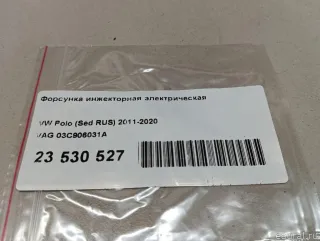 Форсунка инжекторная электрическая
VW Polo (Sed RUS) 2011-2020
VAG 03C906031A
23 530 527